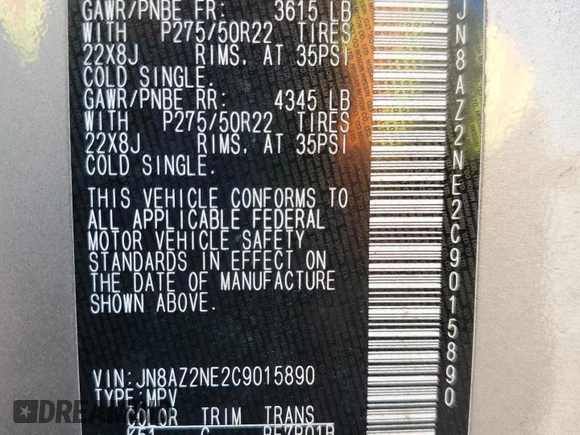 GAWR/PNBE FR: 3615 LB
WITH P275/50R22 TIRES
22X8J RIMS, AT 35PSI
COLD SINGLE.
GAWR/PNBE RR: 4345 LB
WITH P275/50R22 TIRES
22X8J RIMS, AT 35PSI
COLD SINGLE.
THIS VEHICLE CONFORMS TO
ALL APPLICABLE FEDERAL
MOTOR VEHICLE SAFETY
STANDARDS IN EFFECT ON
THE DATE OF MANUFACTURE
SHOWN ABOVE.
VIN:JN8AZ2NE2C9015890
TYPE:MPV
COLOR TRIM TRANS
K51 G
JN8AZ2NE2C9015890